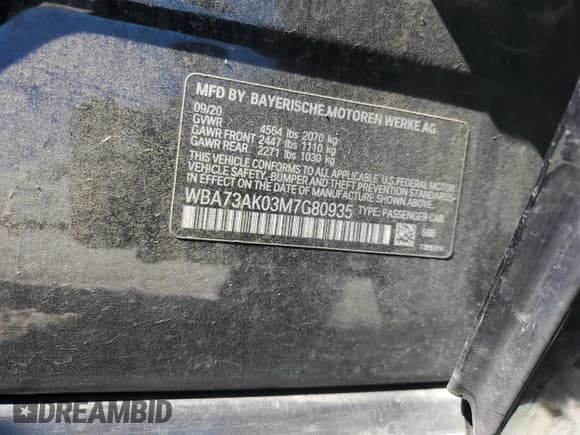 MFD BY BAYERISCHE MOTOREN WERKE AG
09/20
GVWR 4564 lbs 2070 kg
GAWR FRONT 2447 lbs 1110 kg
GAWR REAR 2271 lbs 1030 kg
THIS VEHICLE CONFORMS TO ALL APPLICABLE U.S. FEDERAL MOTOR
VEHICLE SAFETY, BUMPER AND THEFT PREVENTION STANDARDS
IN EFFECT ON THE DATE OF MANUFACTURE SHOWN ABOVE.
WBA73AK03M7G80935 TYPE: PASSENGER CAR
668
DREAMBID